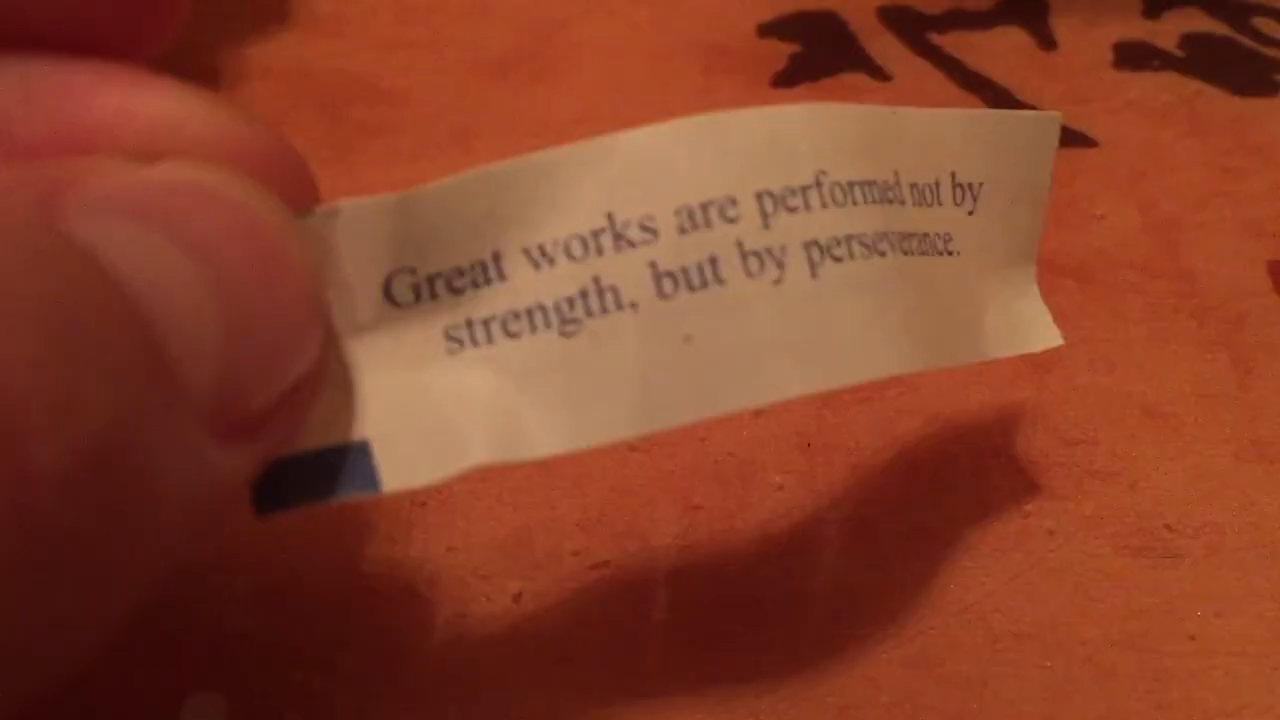 Great works are performed not by
strength, but by perseverance.